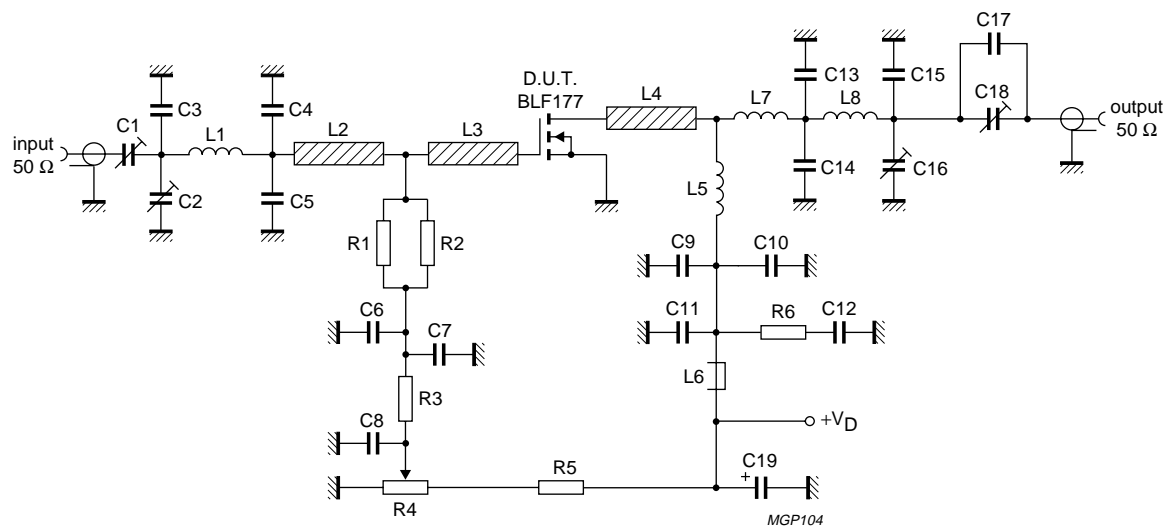 C17
C13
C15
D.U.T.
BLF177
L4
L7
L8
C18
output
50 Ω
C3
C4
C1
L1
L2
L3
input
50 Ω
C2
C5
C14
C16
L5
R1
R2
C9
C10
C6
C7
C11
R6
C12
L6
R3
C8
+VD
R4
R5
C19
+
MGP104